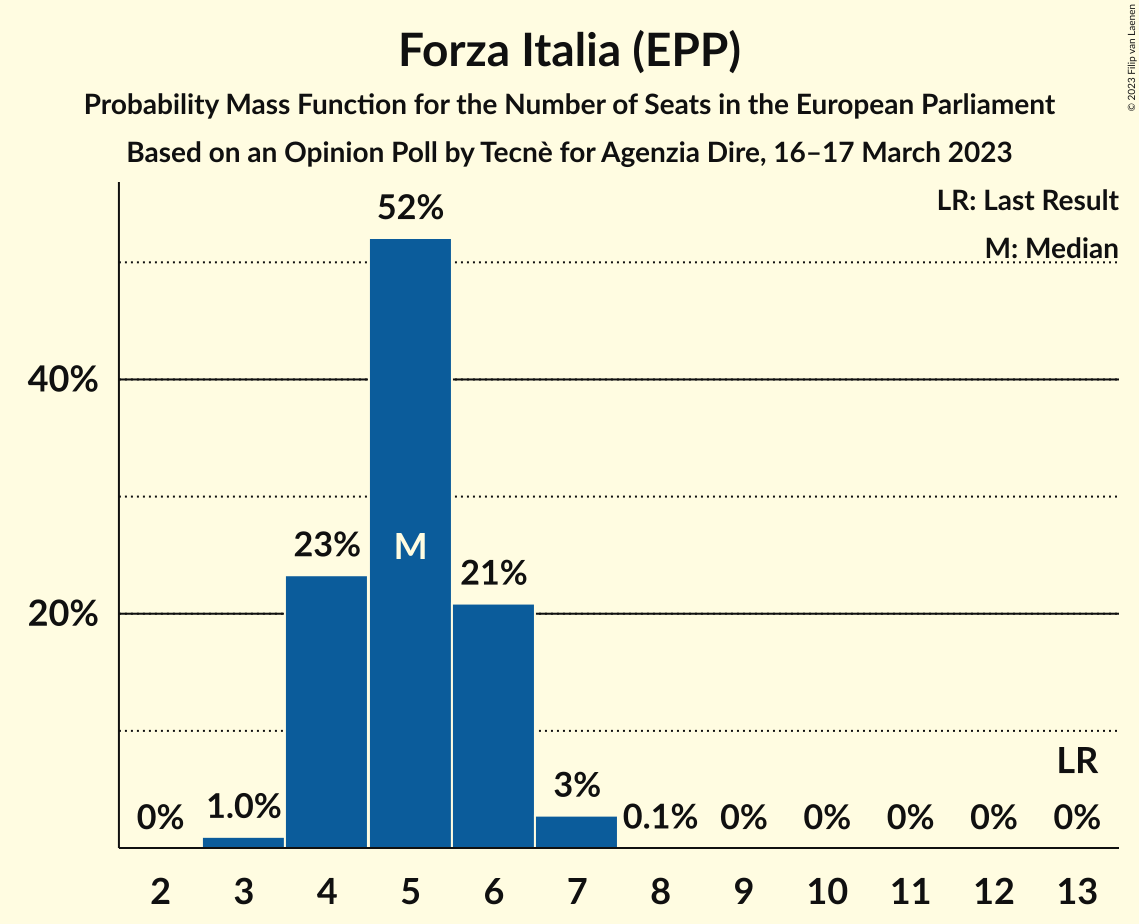 Forza Italia (EPP)
Probability Mass Function for the Number of Seats in the European Parliament
Based on an Opinion Poll by Tecnè for Agenzia Dire, 16–17 March 2023
© 2023 Filip van Laenen
LR: Last Result
M: Median
52%
40%
23%
M
21%
20%
LR
0%
1.0%
3%
0.1%
0%
0%
0%
0%
0%
2 3 4 5 6 7 8 9 10 11 12 13